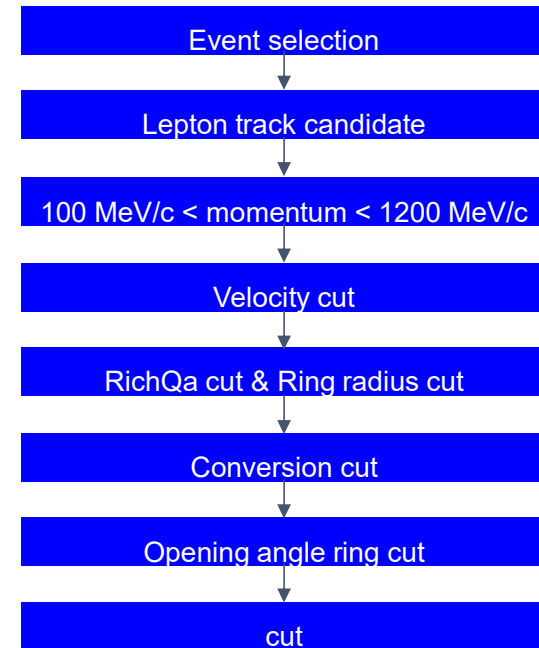 Event selection
Lepton track candidate
100 MeV/c < momentum < 1200 MeV/c
Velocity cut
RichQa cut & Ring radius cut
Conversion cut
Opening angle ring cut
cut